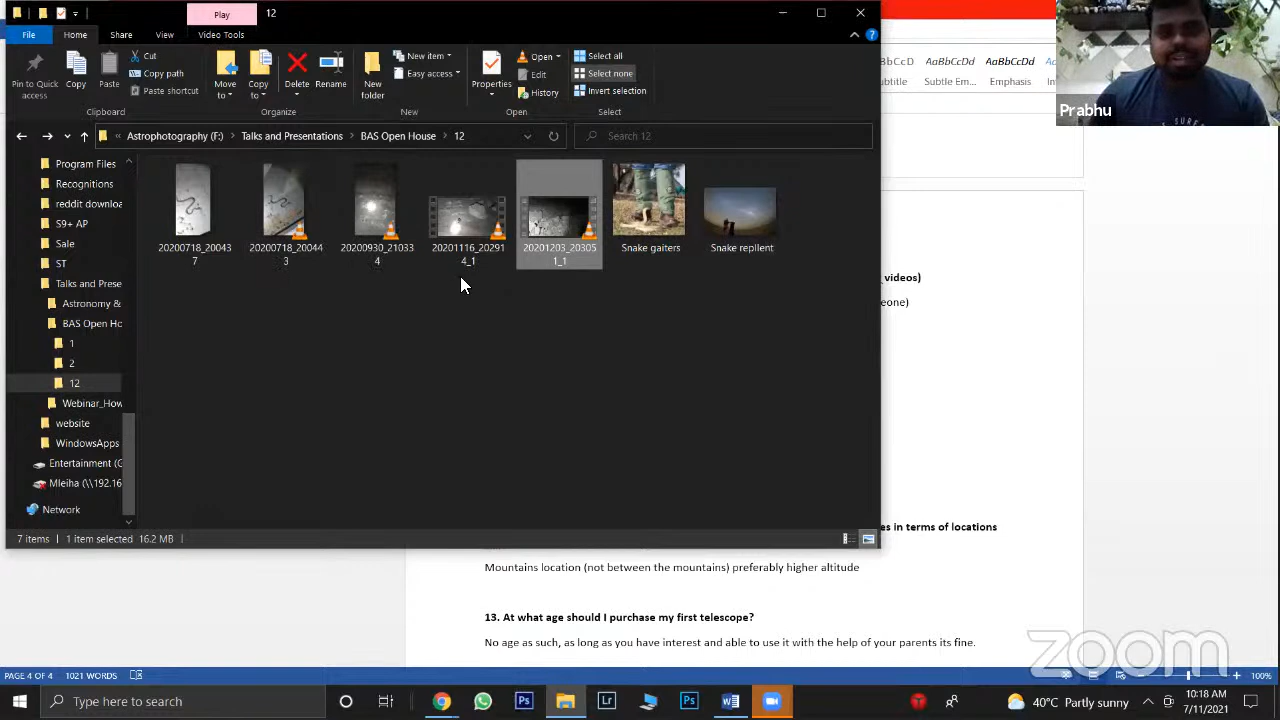 Play
12
File
Home
Share
View
Video Tools
Pin to Quick access
Copy
Paste
Cut
Copy path
Paste shortcut
Clipboard
Move to
Copy to
Delete
Rename
Organize
New folder
New item
Easy access
New
Properties
Open
Edit
History
Open
Select all
Select none
Invert selection
Select
« Astrophotography (F:) > Talks and Presentations > BAS Open House > 12
Search 12
Program Files
Recognitions
reddit downloa
S9+ AP
Sale
ST
Talks and Prese
Astronomy &
BAS Open Ho
1
2
12
Webinar_How
website
WindowsApps
Entertainment (G
Mleiha (\\192.16
Network
20200718_20043
7
20200718_20044
3
20200930_21033
4
20201116_20291
4_1
20201203_20305
1_1
Snake gaiters
Snake replient
7 items
1 item selected 16.2 MB
BbCcD
AaBbCcDd
AaBbCcDd
btitle
Subtle Em...
Emphasis
Prabhu
videos)
eone)
es in terms of locations
Mountains location (not between the mountains) preferably higher altitude
13. At what age should I purchase my first telescope?
No age as such, as long as you have interest and able to use it with the help of your parents its fine.
zoom
PAGE 4 OF 4
1021 WORDS
100%
Type here to search
40°C Partly sunny
10:18 AM
7/11/2021